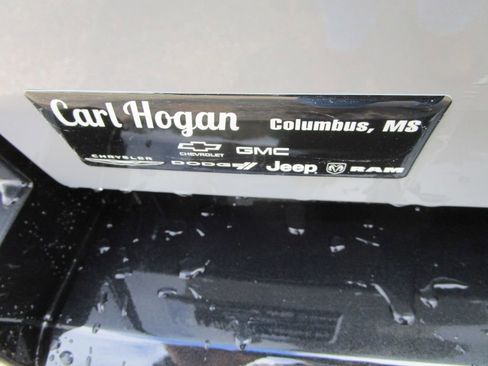 Carl Hogan Columbus, MS
CHEVROLET GMC
CHRYSLER DODGE Jeep RAM